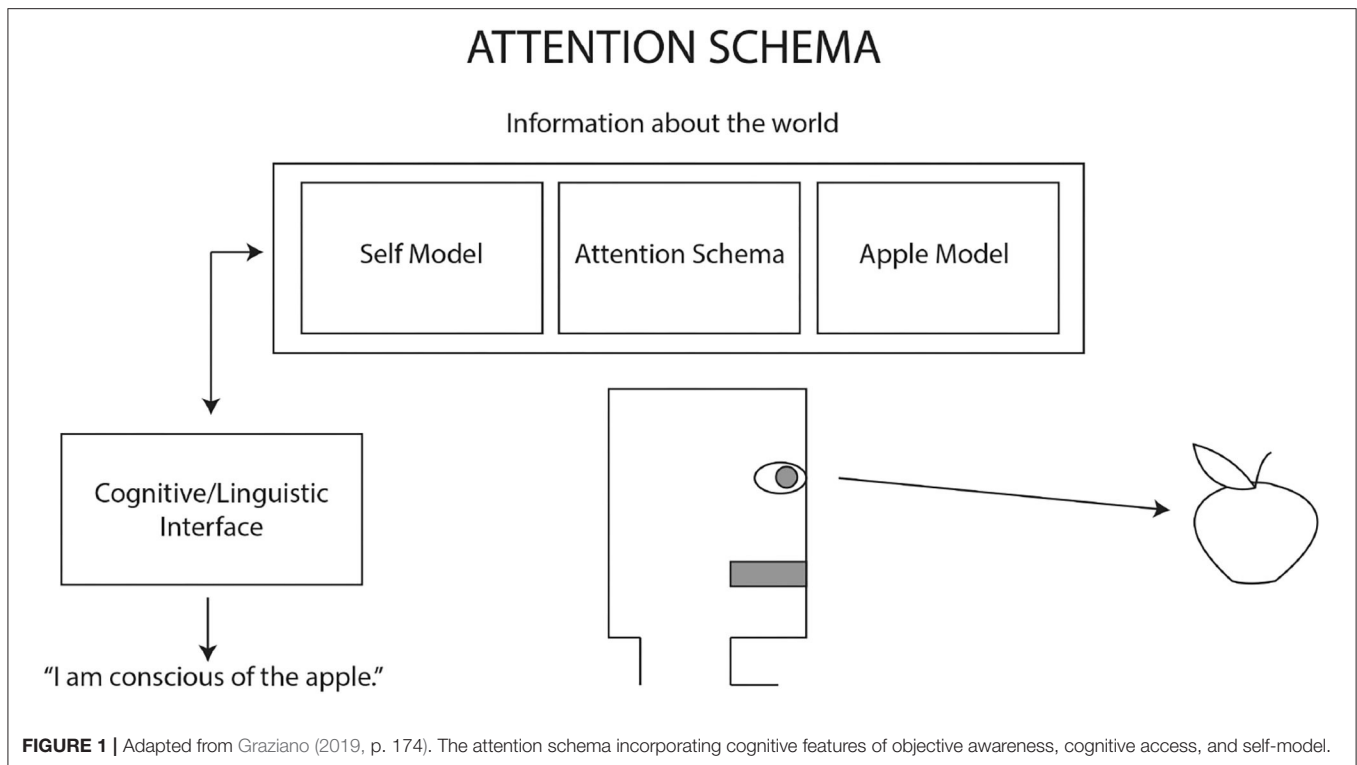 ATTENTION SCHEMA
Information about the world
Self Model
Attention Schema
Apple Model
Cognitive/Linguistic
Interface
“I am conscious of the apple.”
FIGURE 1 | Adapted from Graziano (2019, p. 174). The attention schema incorporating cognitive features of objective awareness, cognitive access, and self-model.